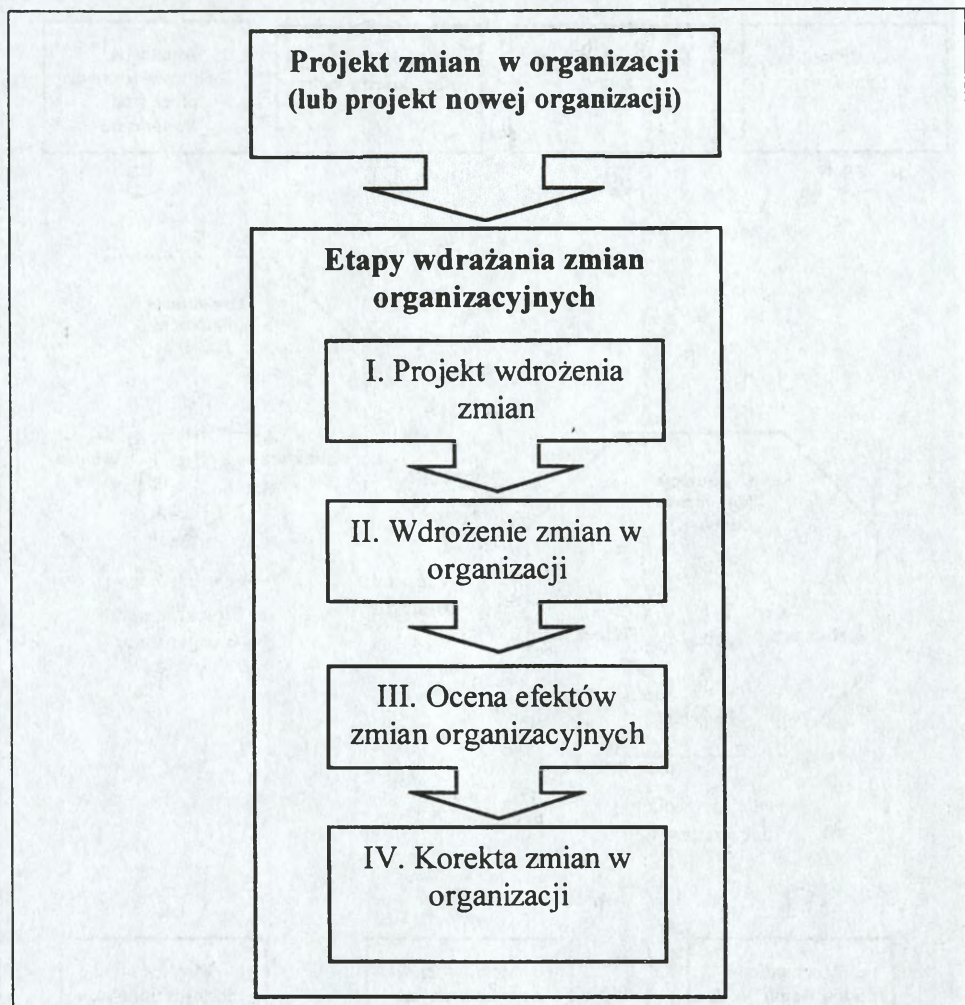 Projekt zmian w organizacji
(lub projekt nowej organizacji)
Etapy wdrażania zmian
organizacyjnych
I. Projekt wdrożenia
zmian
II. Wdrożenie zmian w
organizacji
III. Ocena efektów
zmian organizacyjnych
IV. Korekta zmian w
organizacji